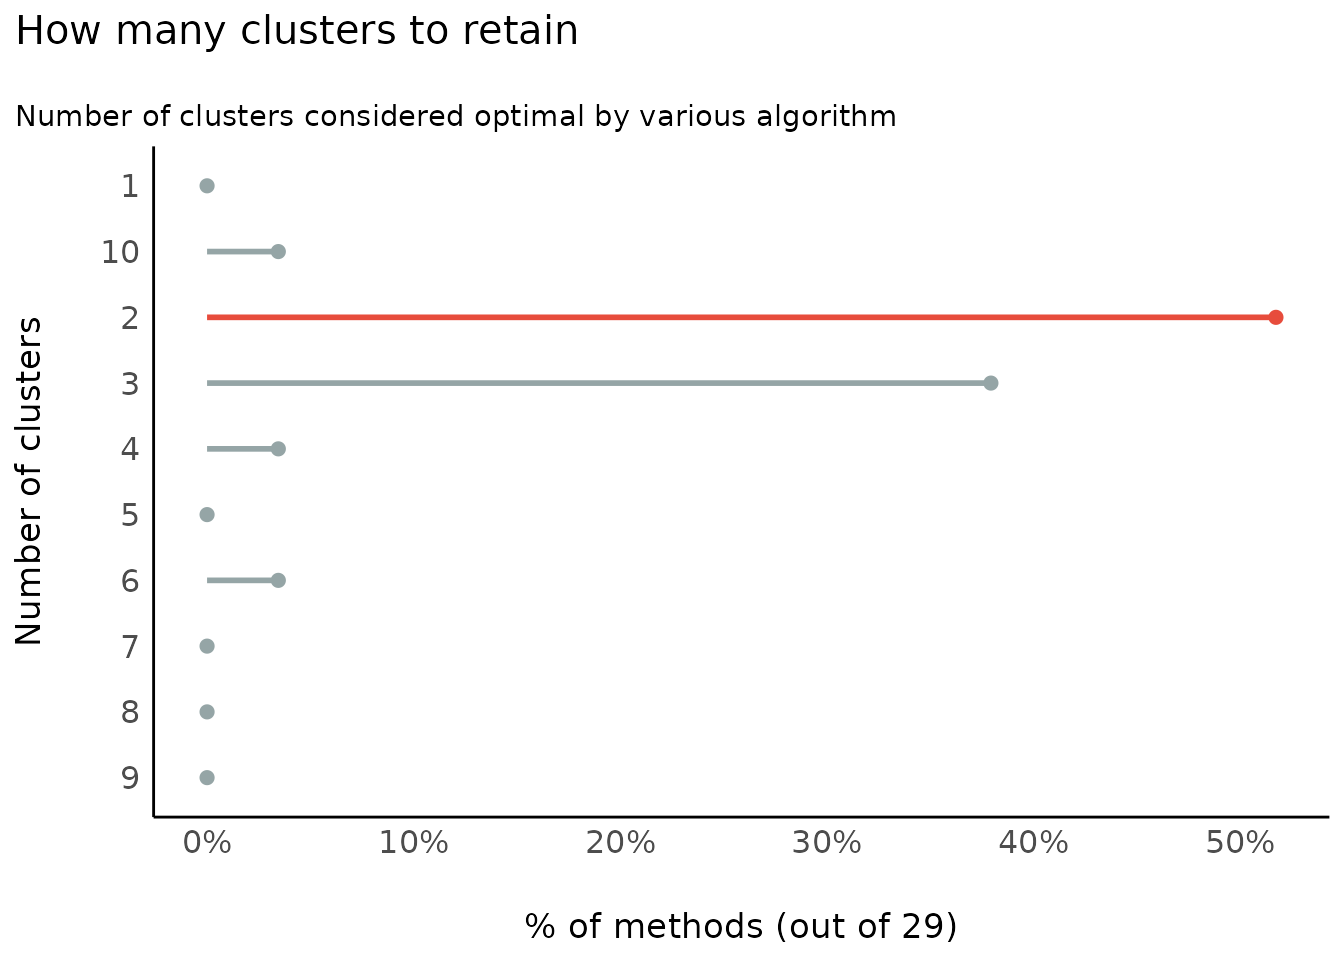 How many clusters to retain
Number of clusters considered optimal by various algorithm
Number of clusters
1
10
2
3
4
5
6
7
8
9
0% 10% 20% 30% 40% 50%
% of methods (out of 29)